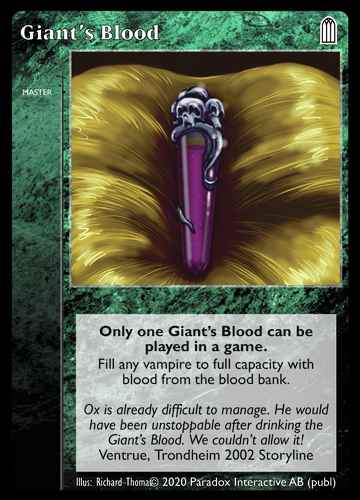 Giant's Blood
MASTER
Only one Giant's Blood can be
played in a game.
Fill any vampire to full capacity with
blood from the blood bank.
Ox is already difficult to manage. He would
have been unstoppable after drinking the
Giant's Blood. We couldn't allow it!
Ventrue, Trondheim 2002 Storyline
Illus: Richard Thomas© 2020 Paradox Interactive AB (publ)